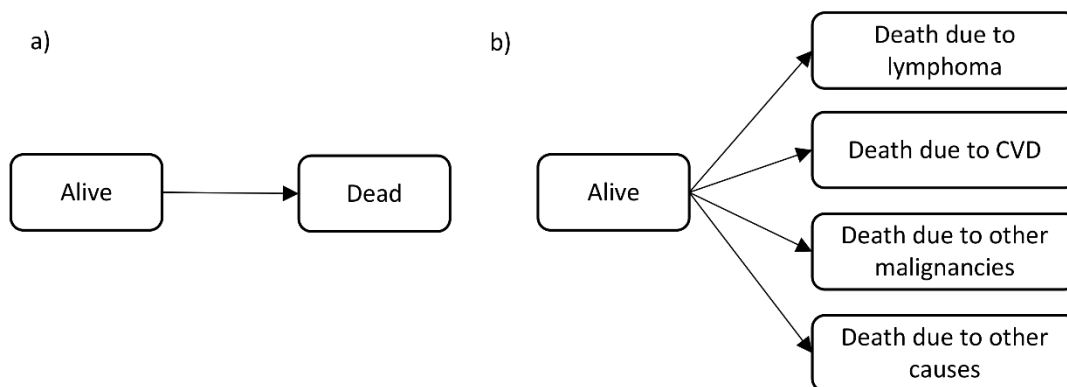 a)
Alive
Dead
b)
Alive
Death due to
lymphoma
Death due to CVD
Death due to other
malignancies
Death due to other
causes